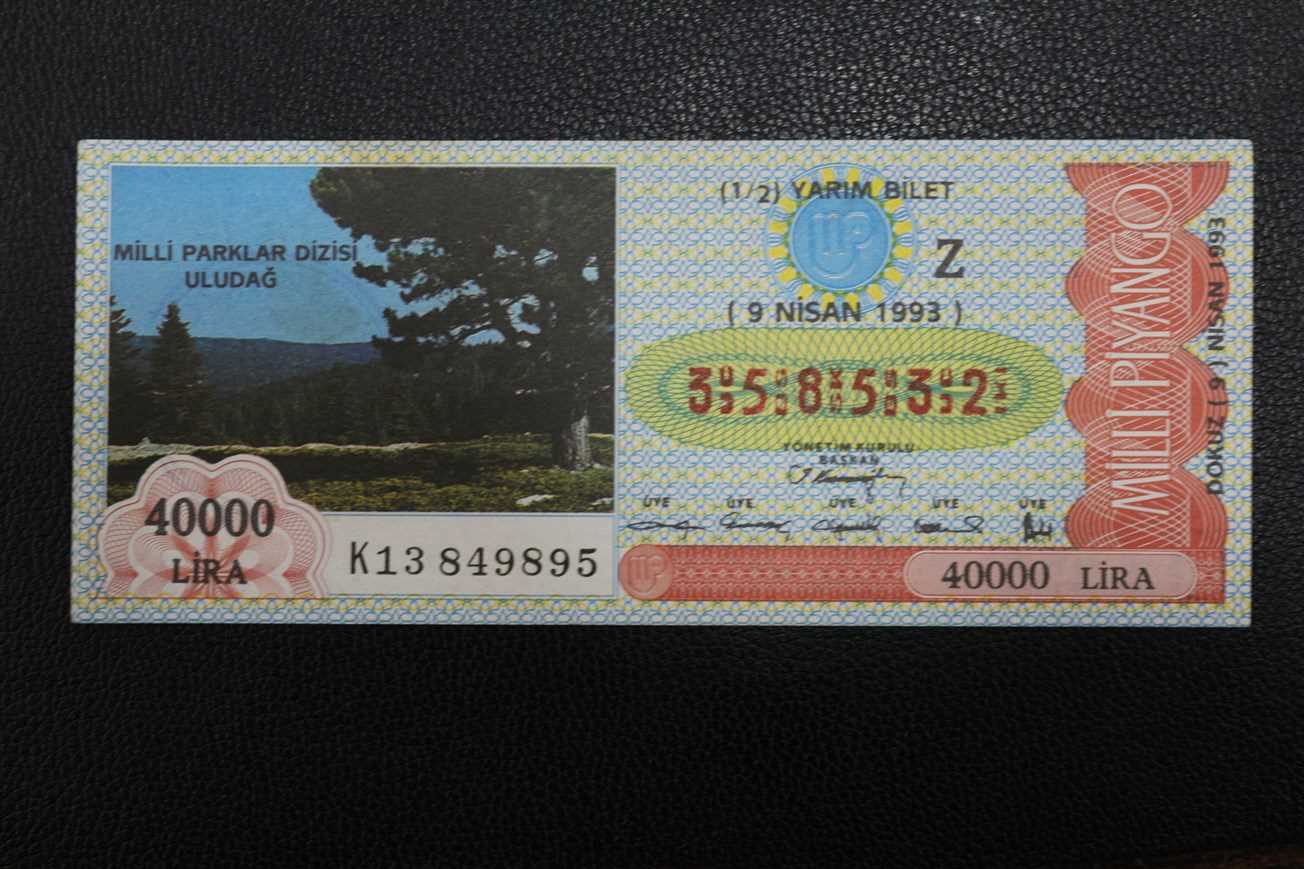 MİLLİ PARKLAR DİZİSİ
ULUDAĞ
40000
LİRA
K13 849895
(1/2) YARIM BİLET
Z
( 9 NİSAN 1993 )
358532
YÖNETİM KURULU
BAŞKAN
ÜYE ÜYE ÜYE ÜYE ÜYE
40000 LİRA
MİLLİ PİYANGO
DOKUZ ( 9 ) NİSAN 1993